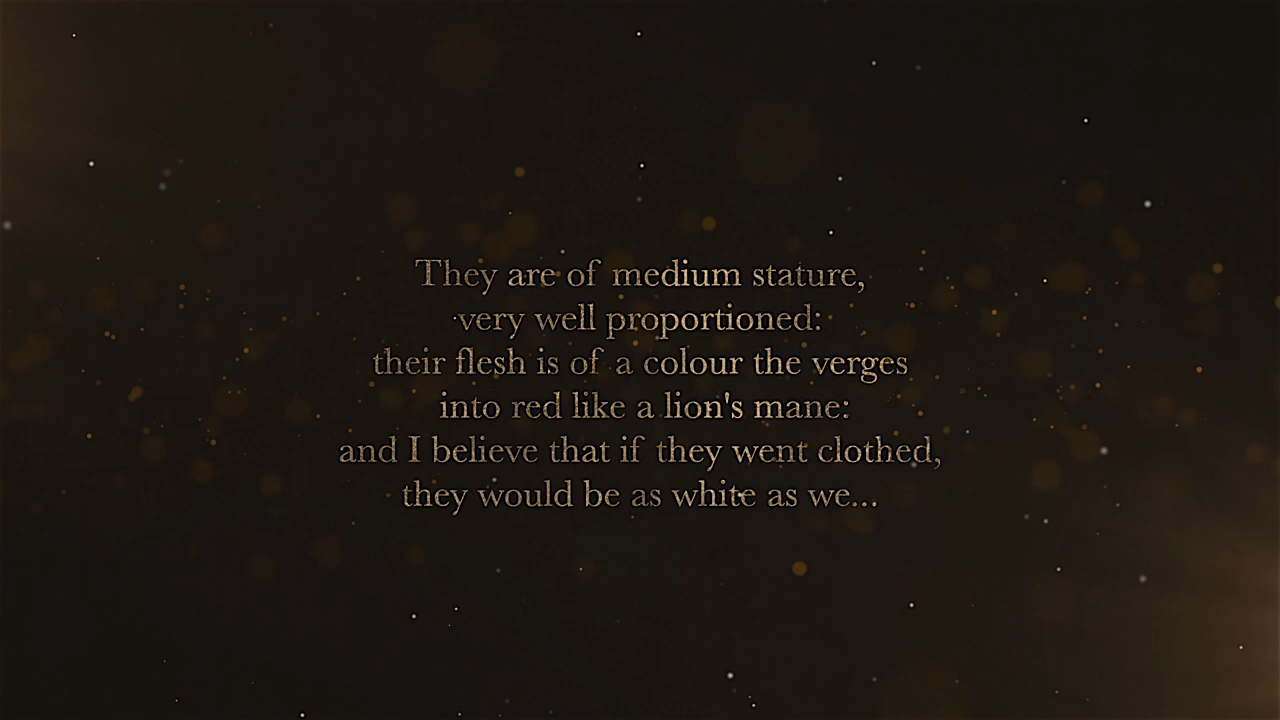 They are of medium stature,
very well proportioned:
their flesh is of a colour the verges
into red like a lion's mane:
and I believe that if they went clothed,
they would be as white as we...